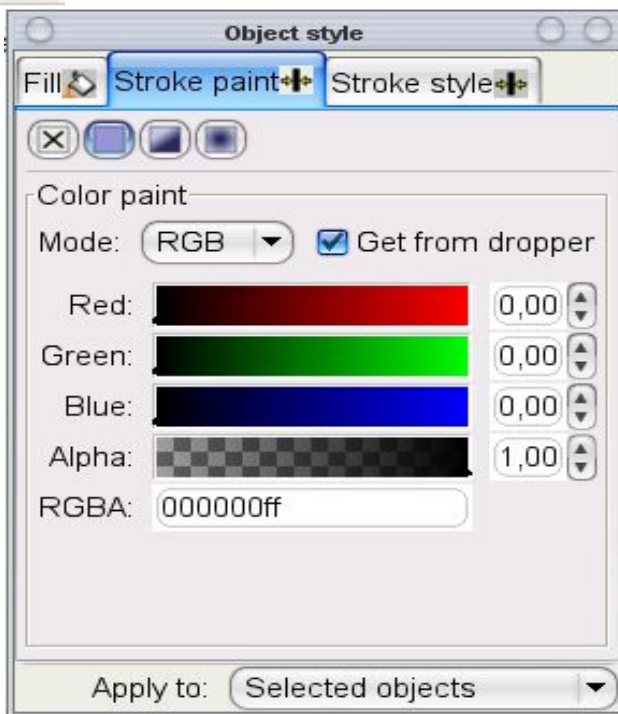 Object style
Fill Stroke paint Stroke style
Color paint
Mode: RGB Get from dropper
Red: 0,00
Green: 0,00
Blue: 0,00
Alpha: 1,00
RGBA: 000000ff
Apply to: Selected objects